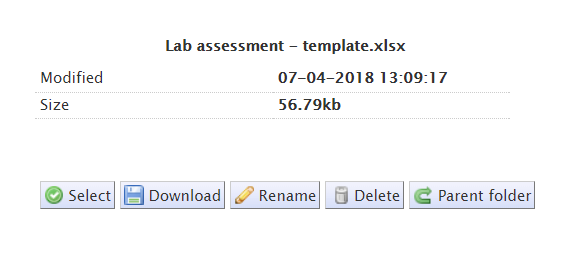 Lab assessment - template.xlsx
Modified 07-04-2018 13:09:17
Size 56.79kb
Select Download Rename Delete Parent folder